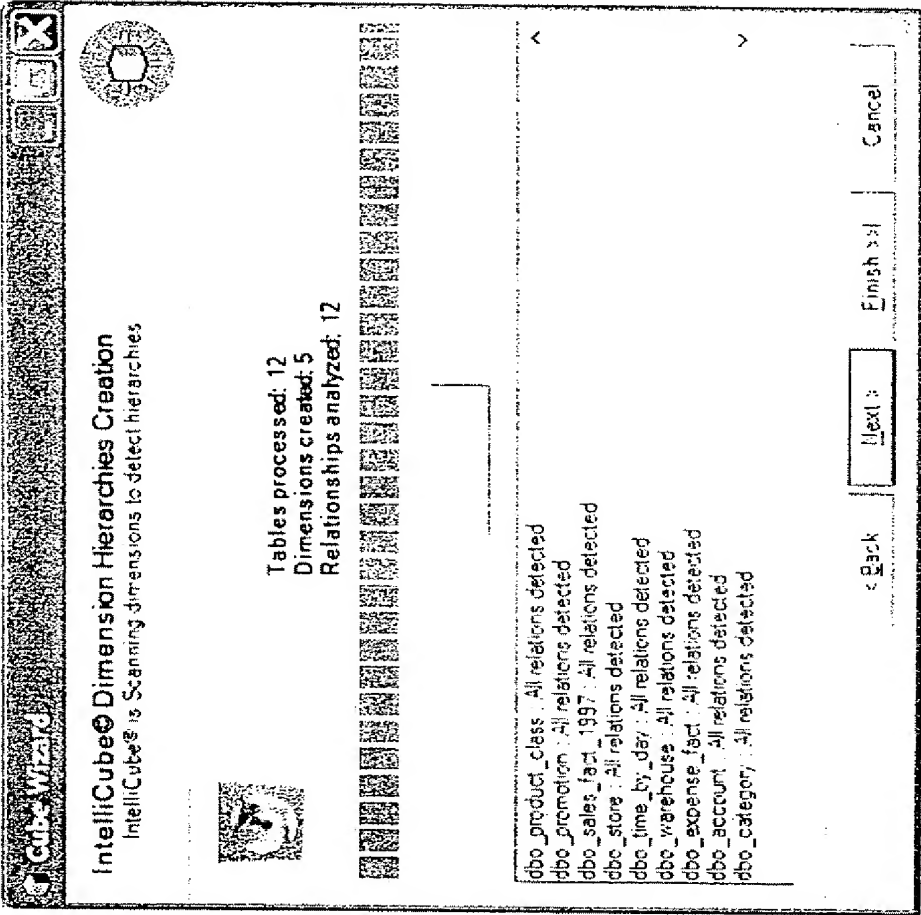 Cube Wizard
IntelliCube© Dimension Hierarchies Creation
IntelliCube® is Scanning dimensions to detect hierarchies
Tables processed: 12
Dimensions created: 5
Relationships analyzed: 12
dbo_product_class : All relations detected
dbo_promotion : All relations detected
dbo_sales_fact_1997 : All relations detected
dbo_store : All relations detected
dbo_time_by_day : All relations detected
dbo_warehouse : All relations detected
dbo_expense_fact : All relations detected
dbo_account : All relations detected
dbo_category : All relations detected
< Back Next > Finish >>| Cancel